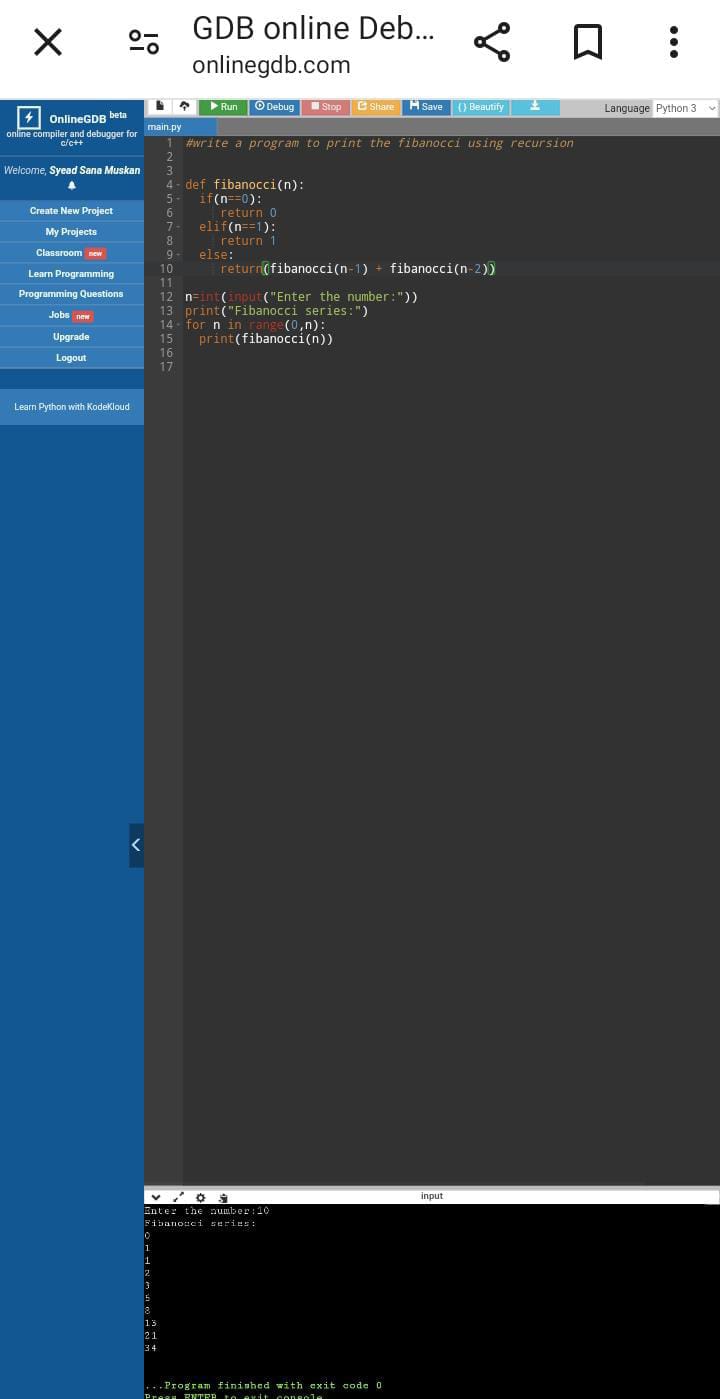 GDB online Deb...
onlinegdb.com
OnlineGDB beta
online compiler and debugger for
c/c++
Welcome, Syead Sana Muskan
Create New Project
My Projects
Classroom new
Learn Programming
Programming Questions
Jobs new
Upgrade
Logout
Learn Python with KodeKloud
Run Debug Stop Share Save {} Beautify
Language Python 3
main.py
1 #write a program to print the fibanocci using recursion
2
3
4 def fibanocci(n):
5   if(n==0):
6     return 0
7   elif(n==1):
8     return 1
9   else:
10     return(fibanocci(n-1) + fibanocci(n-2))
11
12 n=int(input("Enter the number:"))
13 print("Fibanocci series:")
14 for n in range(0,n):
15   print(fibanocci(n))
16
17
input
Enter the number:10
Fibanocci series:
0
1
1
2
3
5
8
13
21
34
...Program finished with exit code 0
Press ENTER to exit console